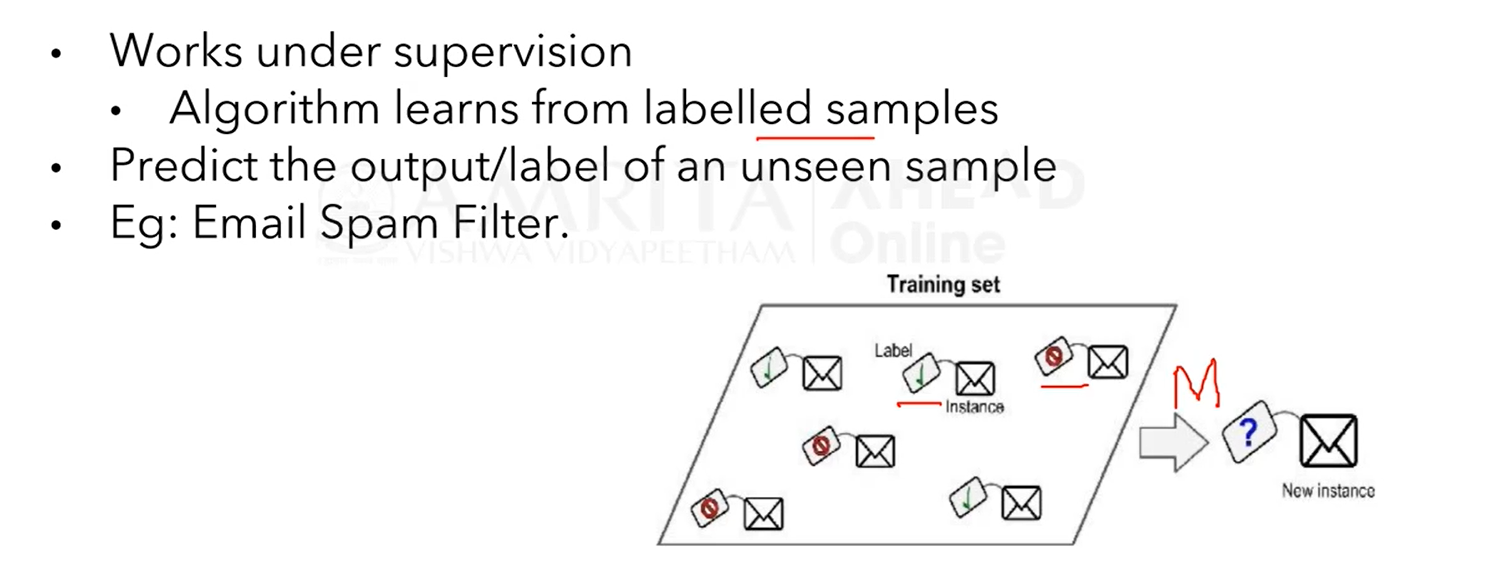 • Works under supervision
• Algorithm learns from labelled samples
• Predict the output/label of an unseen sample
• Eg: Email Spam Filter.
AMRITA AHEAD
VISHWA VIDYAPEETHAM Online
Training set
Label
Instance
M
?
New instance